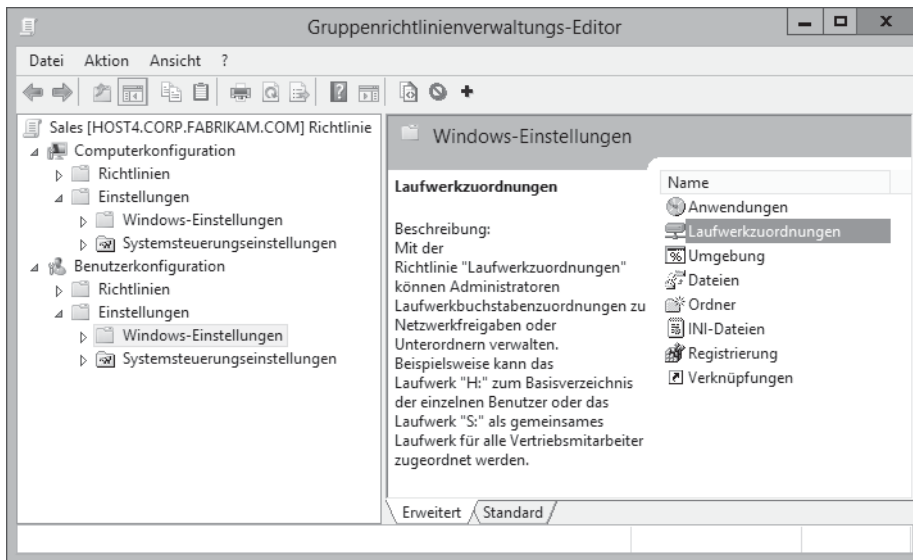 Gruppenrichtlinienverwaltungs-Editor
Datei Aktion Ansicht ?
Sales [HOST4.CORP.FABRIKAM.COM] Richtlinie
Computerkonfiguration
Richtlinien
Einstellungen
Windows-Einstellungen
Systemsteuerungseinstellungen
Benutzerkonfiguration
Richtlinien
Einstellungen
Windows-Einstellungen
Systemsteuerungseinstellungen
Windows-Einstellungen
Laufwerkzuordnungen
Beschreibung:
Mit der
Richtlinie "Laufwerkzuordnungen"
können Administratoren
Laufwerkbuchstabenzuordnungen zu
Netzwerkfreigaben oder
Unterordnern verwalten.
Beispielsweise kann das
Laufwerk "H:" zum Basisverzeichnis
der einzelnen Benutzer oder das
Laufwerk "S:" als gemeinsames
Laufwerk für alle Vertriebsmitarbeiter
zugeordnet werden.
Name
Anwendungen
Laufwerkzuordnungen
Umgebung
Dateien
Ordner
INI-Dateien
Registrierung
Verknüpfungen
Erweitert Standard